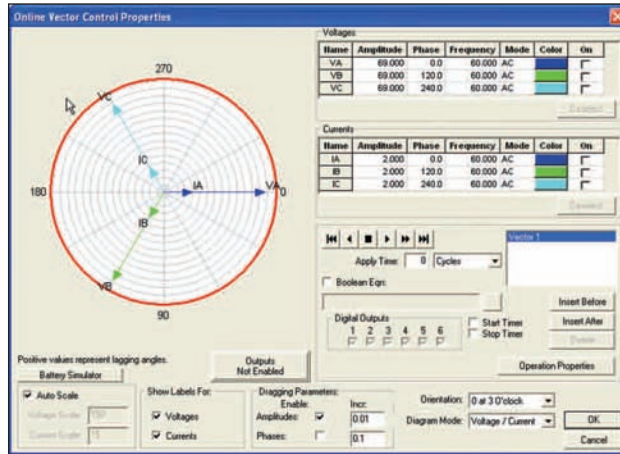 Online Vector Control Properties
270
VC
IC
180
IA
VA
0
IB
VB
90
Positive values represent lagging angles.
Battery Simulator
Outputs
Not Enabled
Voltages
Name Amplitude Phase Frequency Mode Color On
VA 69.000 0.0 60.000 AC
VB 69.000 120.0 60.000 AC
VC 69.000 240.0 60.000 AC
Currents
Name Amplitude Phase Frequency Mode Color On
IA 2.000 0.0 60.000 AC
IB 2.000 120.0 60.000 AC
IC 2.000 240.0 60.000 AC
Apply Time: 0 Cycles
Vector 1
Boolean Eqn:
Digital Outputs
1 2 3 4 5 6
Start Timer
Stop Timer
Insert Before
Insert After
Delete
Operation Properties
Auto Scale
Voltage Scale:
Current Scale:
Show Labels For:
Voltages
Currents
Dragging Parameters:
Enable: Incr:
Amplitudes: 0.01
Phases: 0.1
Orientation: 0 at 3 O'clock
Diagram Mode: Voltage / Current
OK
Cancel